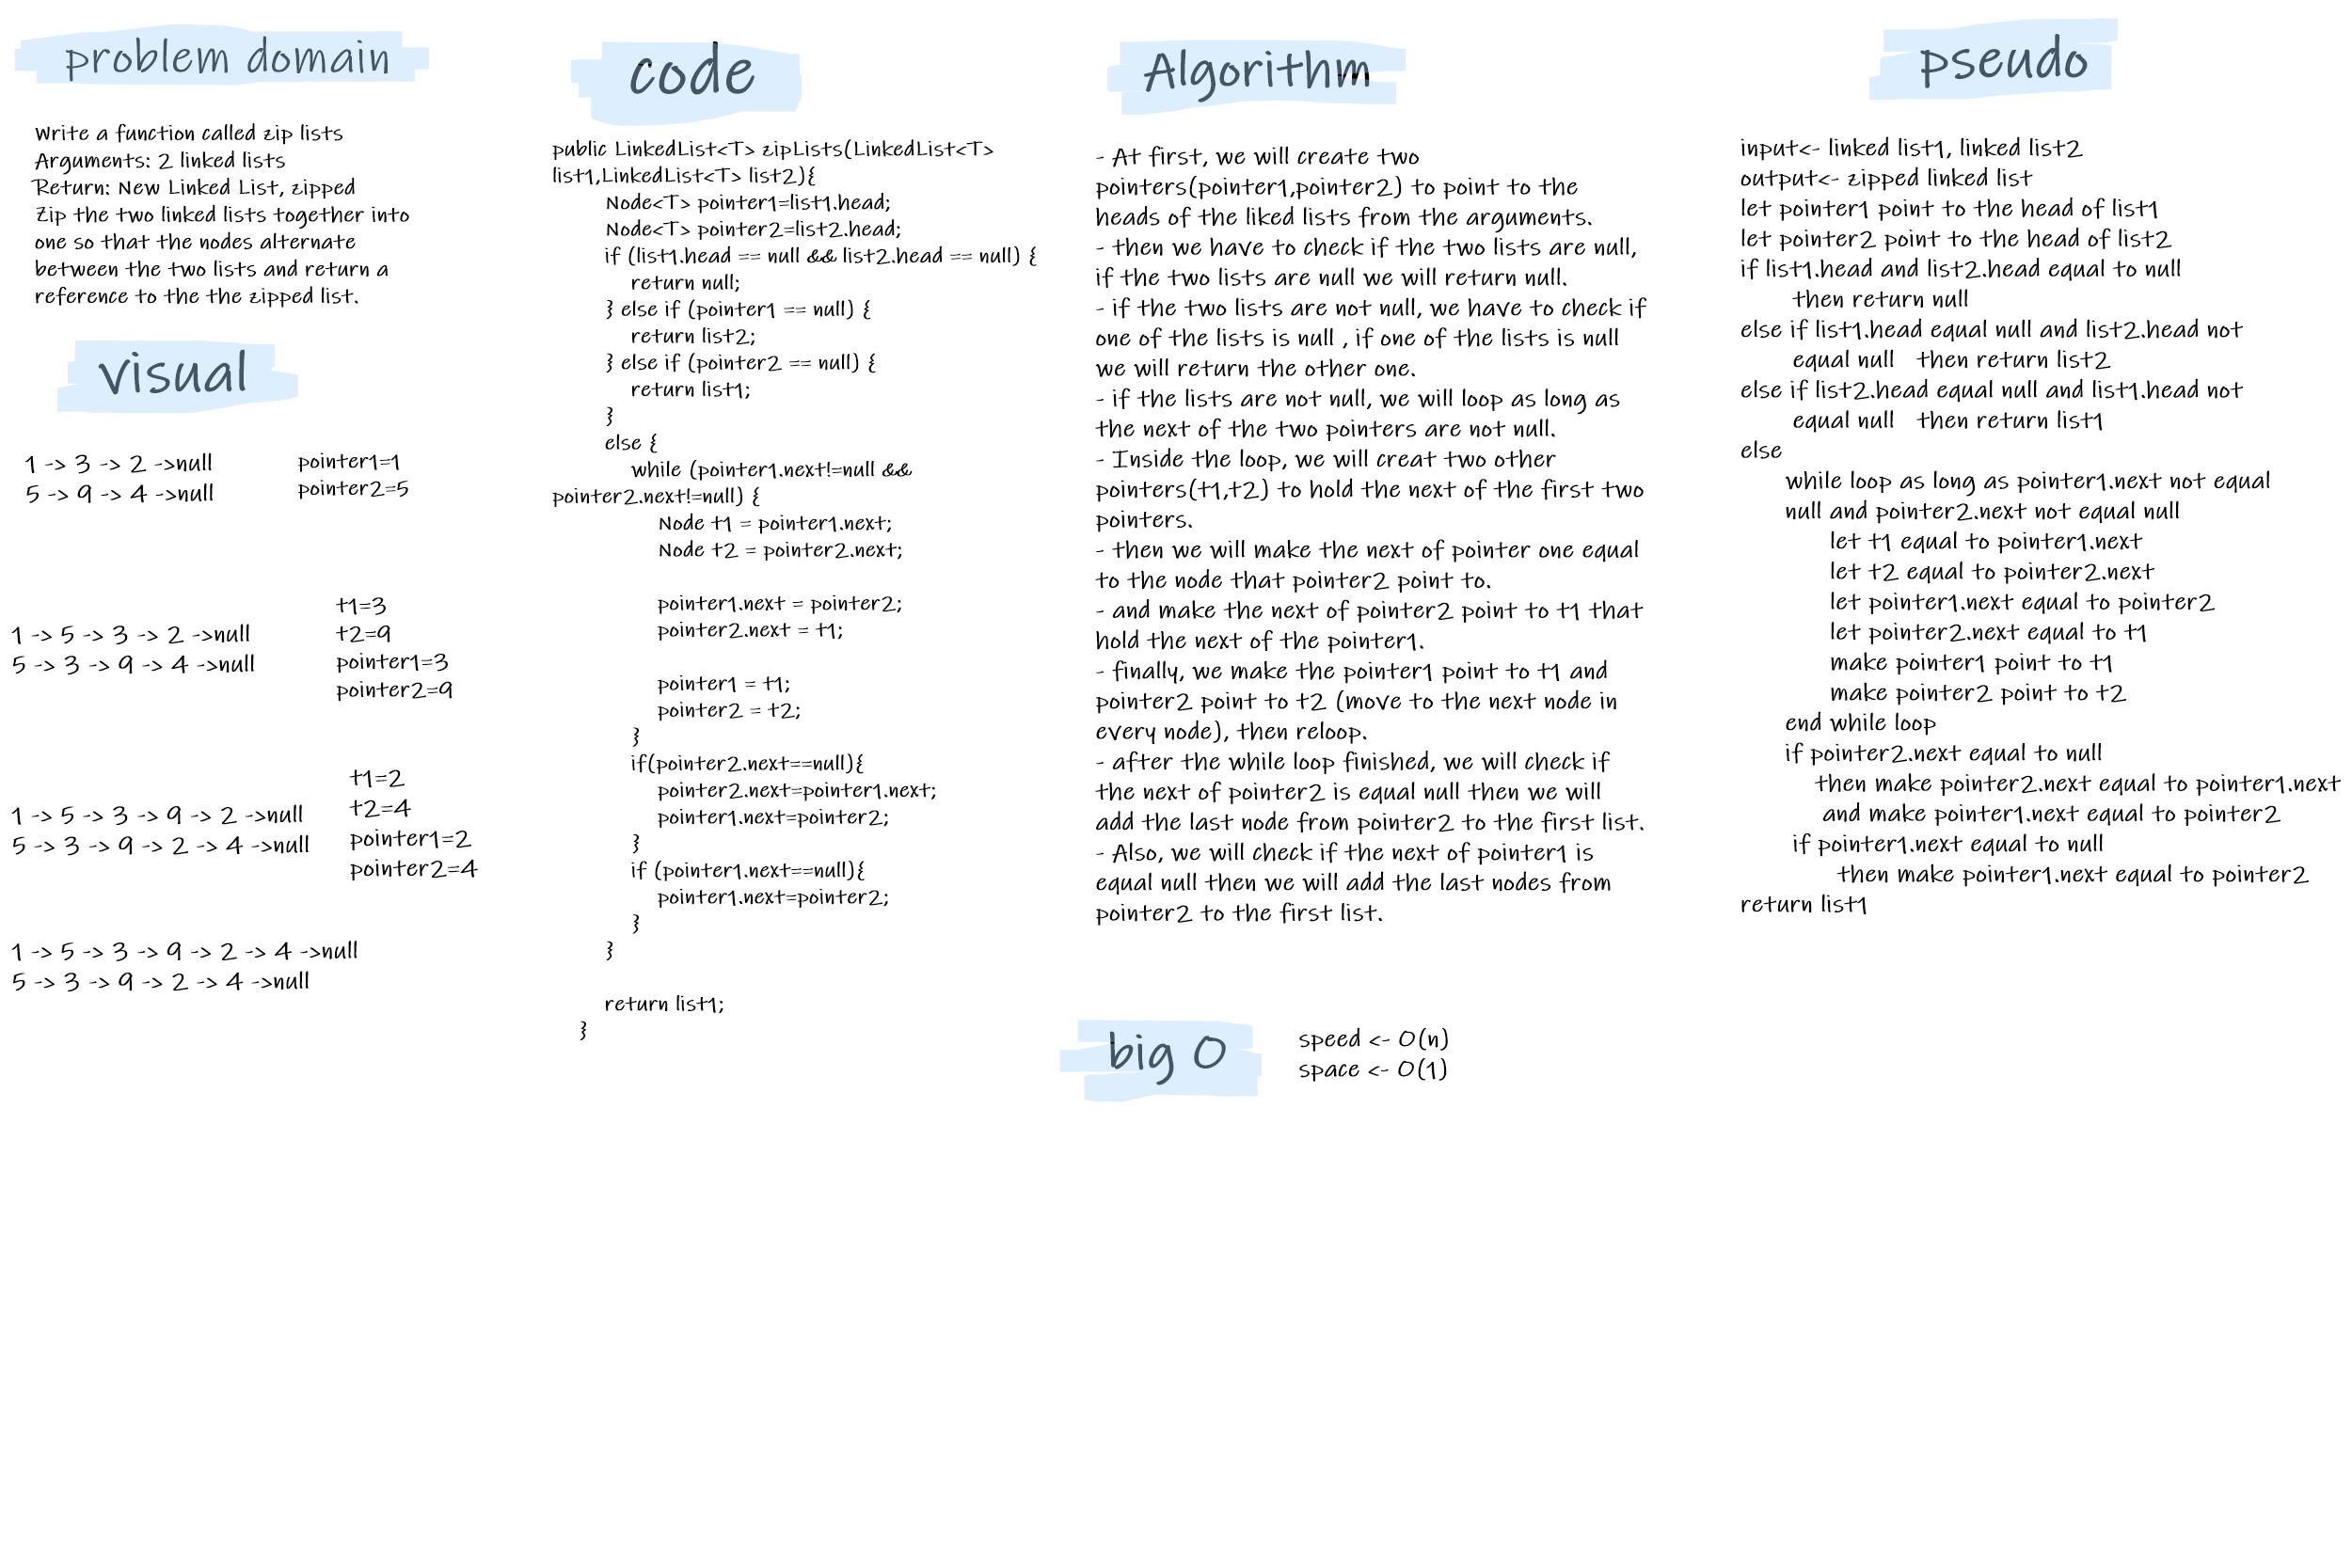 problem domain
Write a function called zip lists
Arguments: 2 linked lists
Return: New Linked List, zipped
Zip the two linked lists together into
one so that the nodes alternate
between the two lists and return a
reference to the the zipped list.
visual
1 -> 3 -> 2 ->null
5 -> 9 -> 4 ->null
pointer1=1
pointer2=5
t1=3
t2=9
pointer1=3
pointer2=9
1 -> 5 -> 3 -> 2 ->null
5 -> 3 -> 9 -> 4 ->null
t1=2
t2=4
pointer1=2
pointer2=4
1 -> 5 -> 3 -> 9 -> 2 ->null
5 -> 3 -> 9 -> 2 -> 4 ->null
1 -> 5 -> 3 -> 9 -> 2 -> 4 ->null
5 -> 3 -> 9 -> 2 -> 4 ->null
code
public LinkedList<T> zipLists(LinkedList<T>
list1,LinkedList<T> list2){
Node<T> pointer1=list1.head;
Node<T> pointer2=list2.head;
if (list1.head == null && list2.head == null) {
return null;
} else if (pointer1 == null) {
return list2;
} else if (pointer2 == null) {
return list1;
}
else {
while (pointer1.next!=null &&
pointer2.next!=null) {
Node t1 = pointer1.next;
Node t2 = pointer2.next;
pointer1.next = pointer2;
pointer2.next = t1;
pointer1 = t1;
pointer2 = t2;
}
if(pointer2.next==null){
pointer2.next=pointer1.next;
pointer1.next=pointer2;
}
if (pointer1.next==null){
pointer1.next=pointer2;
}
}
return list1;
}
Algorithm
- At first, we will create two
pointers(pointer1,pointer2) to point to the
heads of the liked lists from the arguments.
- then we have to check if the two lists are null,
if the two lists are null we will return null.
- if the two lists are not null, we have to check if
one of the lists is null , if one of the lists is null
we will return the other one.
- if the lists are not null, we will loop as long as
the next of the two pointers are not null.
- Inside the loop, we will creat two other
pointers(t1,t2) to hold the next of the first two
pointers.
- then we will make the next of pointer one equal
to the node that pointer2 point to.
- and make the next of pointer2 point to t1 that
hold the next of the pointer1.
- finally, we make the pointer1 point to t1 and
pointer2 point to t2 (move to the next node in
every node), then reloop.
- after the while loop finished, we will check if
the next of pointer2 is equal null then we will
add the last node from pointer2 to the first list.
- Also, we will check if the next of pointer1 is
equal null then we will add the last nodes from
pointer2 to the first list.
big O
speed <- O(n)
space <- O(1)
pseudo
input<- linked list1, linked list2
output<- zipped linked list
let pointer1 point to the head of list1
let pointer2 point to the head of list2
if list1.head and list2.head equal to null
then return null
else if list1.head equal null and list2.head not
equal null then return list2
else if list2.head equal null and list1.head not
equal null then return list1
else
while loop as long as pointer1.next not equal
null and pointer2.next not equal null
let t1 equal to pointer1.next
let t2 equal to pointer2.next
let pointer1.next equal to pointer2
let pointer2.next equal to t1
make pointer1 point to t1
make pointer2 point to t2
end while loop
if pointer2.next equal to null
then make pointer2.next equal to pointer1.next
and make pointer1.next equal to pointer2
if pointer1.next equal to null
then make pointer1.next equal to pointer2
return list1